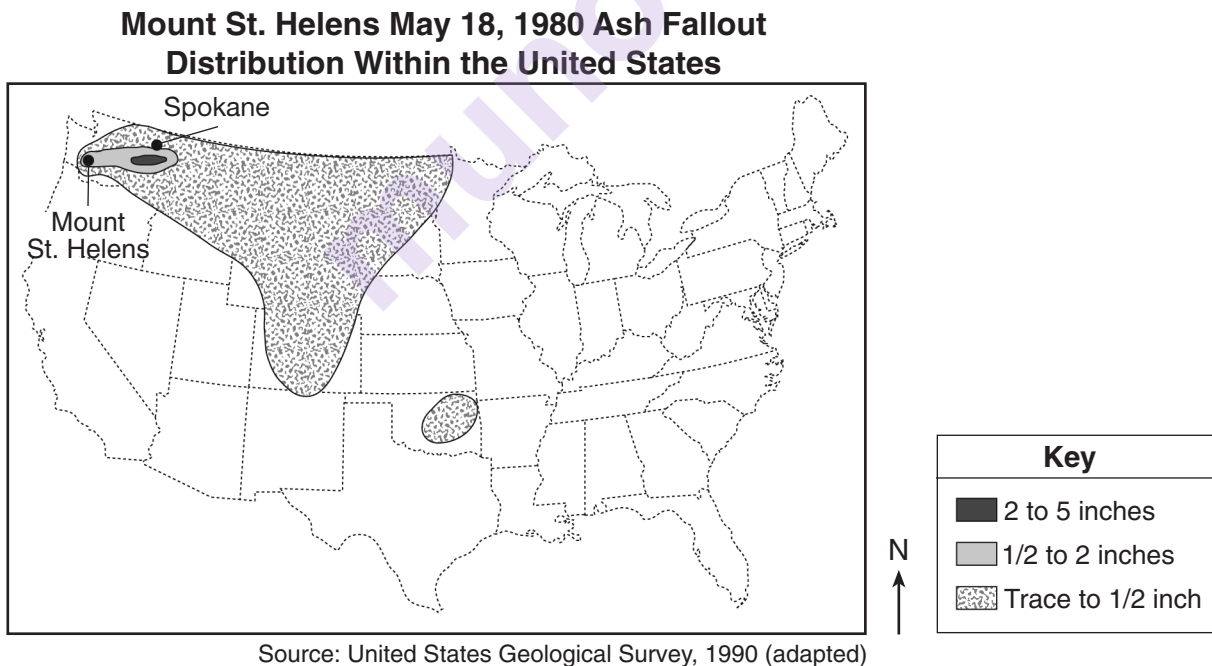 Mount St. Helens May 18, 1980 Ash Fallout
Distribution Within the United States
Spokane
Mount
St. Helens
N
Key
2 to 5 inches
1/2 to 2 inches
Trace to 1/2 inch
Source: United States Geological Survey, 1990 (adapted)